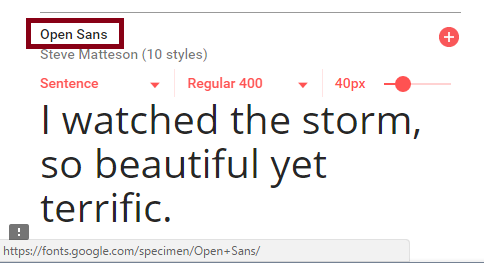 Open Sans
Steve Matteson (10 styles)
Sentence Regular 400 40px
I watched the storm,
so beautiful yet
terrific.
!
https://fonts.google.com/specimen/Open+Sans/